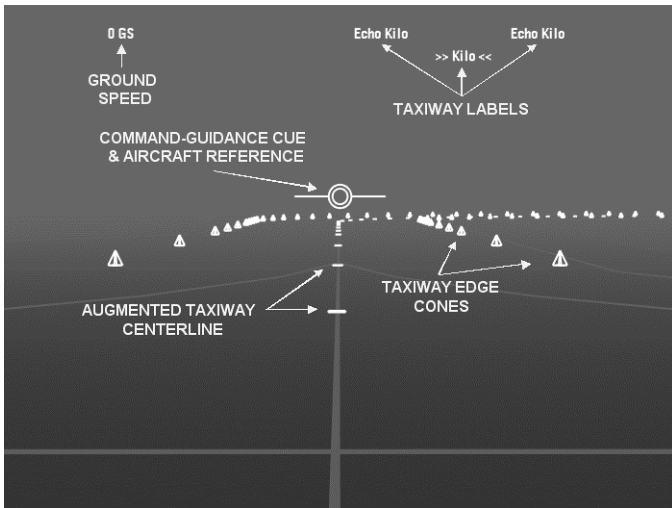 0 GS
GROUND
SPEED
Echo Kilo
Echo Kilo
>> Kilo <<
TAXIWAY LABELS
COMMAND-GUIDANCE CUE
& AIRCRAFT REFERENCE
TAXIWAY EDGE
CONES
AUGMENTED TAXIWAY
CENTERLINE